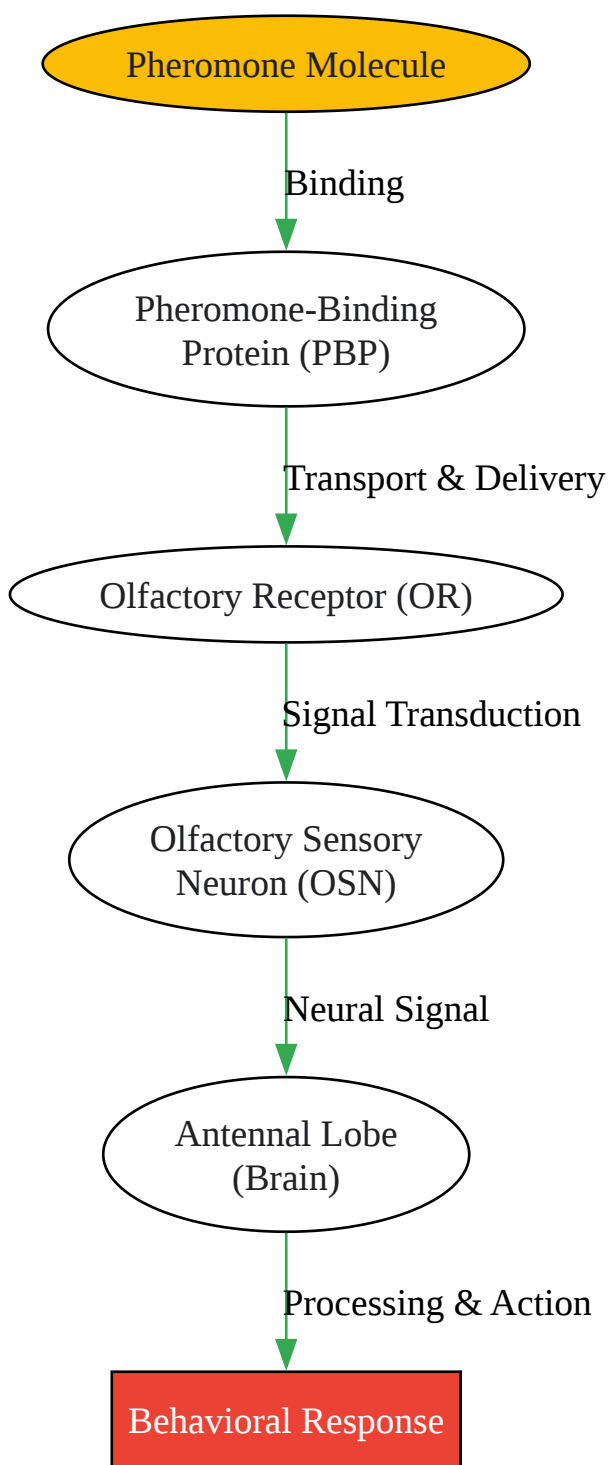 Pheromone Molecule
Binding
Pheromone-Binding
Protein (PBP)
Transport & Delivery
Olfactory Receptor (OR)
Signal Transduction
Olfactory Sensory
Neuron (OSN)
Neural Signal
Antennal Lobe
(Brain)
Processing & Action
Behavioral Response